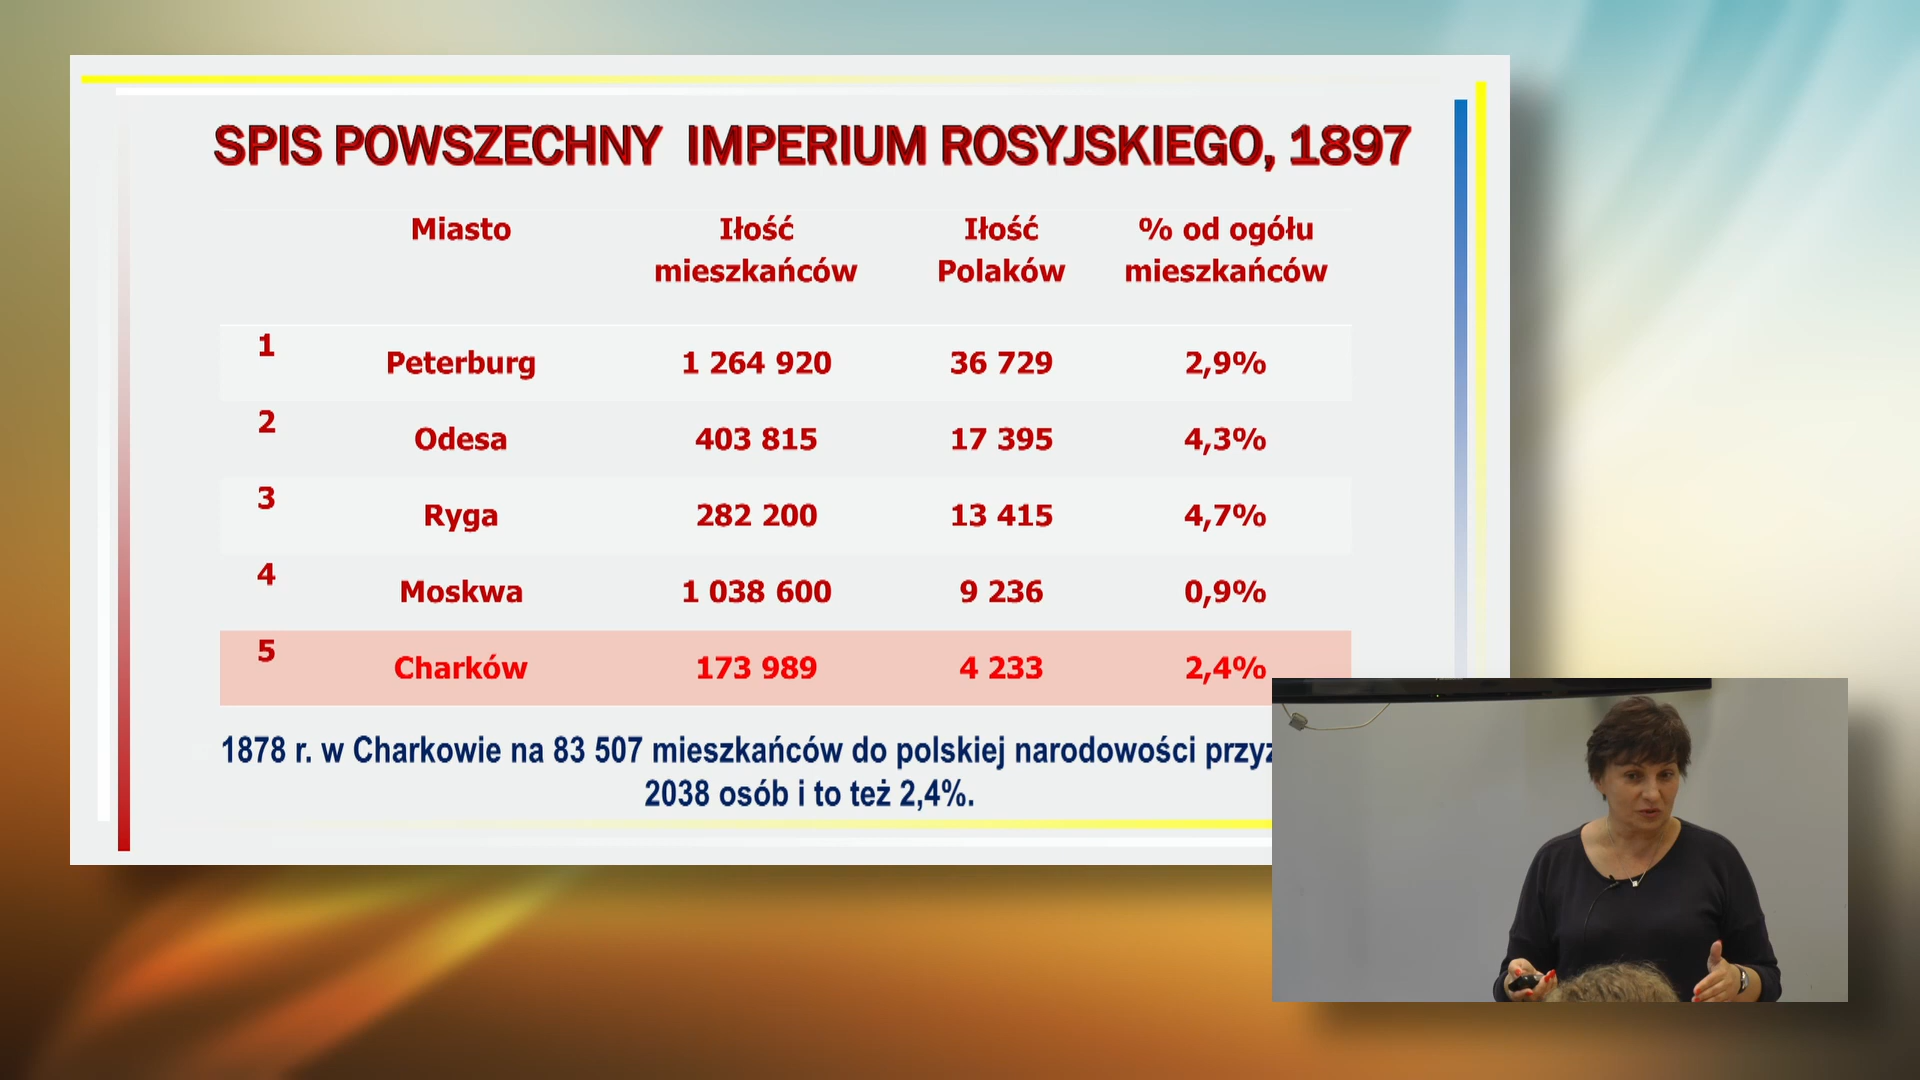 SPIS POWSZECHNY IMPERIUM ROSYJSKIEGO, 1897
Miasto Iłość mieszkańców Iłość Polaków % od ogółu mieszkańców
1 Peterburg 1 264 920 36 729 2,9%
2 Odesa 403 815 17 395 4,3%
3 Ryga 282 200 13 415 4,7%
4 Moskwa 1 038 600 9 236 0,9%
5 Charków 173 989 4 233 2,4%
1878 r. w Charkowie na 83 507 mieszkańców do polskiej narodowości
2038 osób i to też 2,4%.